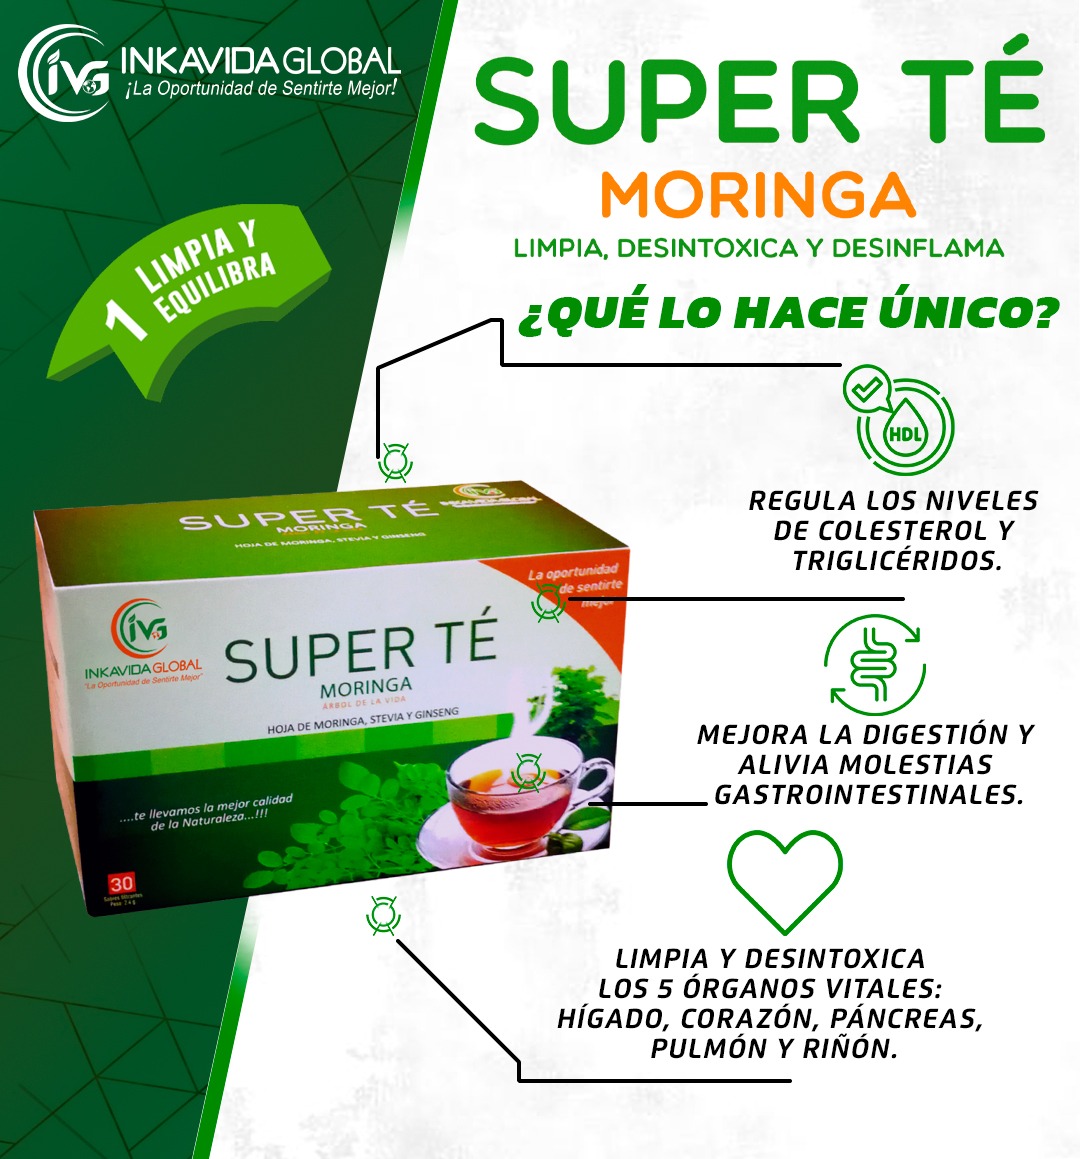 iVG INKAVIDA GLOBAL
¡La Oportunidad de Sentirte Mejor!
SUPER TÉ
MORINGA
LIMPIA, DESINTOXICA Y DESINFLAMA
1 LIMPIA Y
EQUILIBRA
¿QUÉ LO HACE ÚNICO?
HDL
REGULA LOS NIVELES
DE COLESTEROL Y
TRIGLICÉRIDOS.
SUPER TÉ
MORINGA
HOJA DE MORINGA, STEVIA Y GINSENG
iVG
La oportunidad
de sentirte
mejor
iVG
INKAVIDA GLOBAL
"La Oportunidad de Sentirte Mejor"
SUPER TÉ
MORINGA
ÁRBOL DE LA VIDA
HOJA DE MORINGA, STEVIA Y GINSENG
....te llevamos la mejor calidad
de la Naturaleza...!!!
30
MEJORA LA DIGESTIÓN Y
ALIVIA MOLESTIAS
GASTROINTESTINALES.
LIMPIA Y DESINTOXICA
LOS 5 ÓRGANOS VITALES:
HÍGADO, CORAZÓN, PÁNCREAS,
PULMÓN Y RIÑÓN.